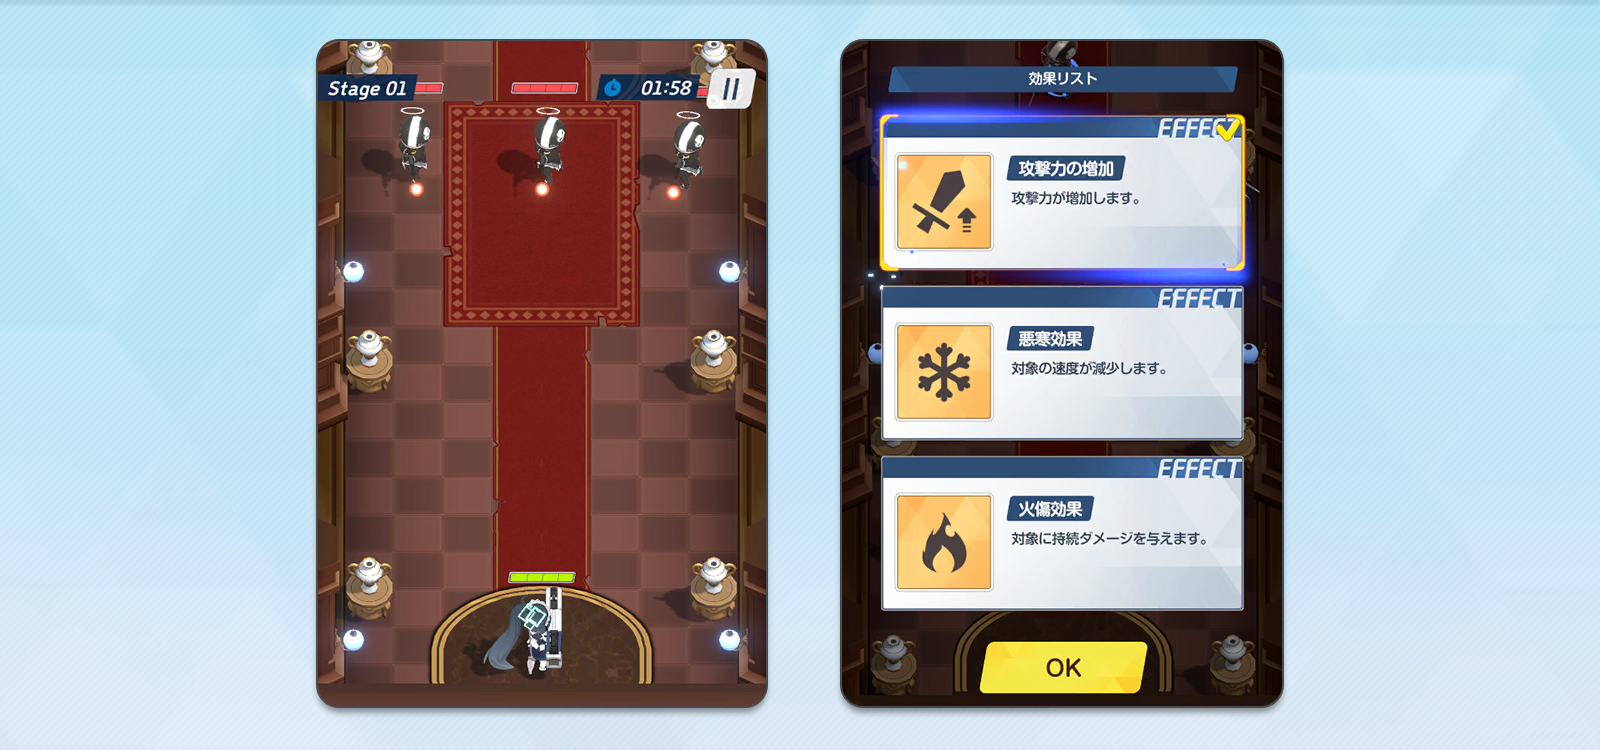 Stage 01
01:58
効果リスト
EFFECT
攻撃力の増加
攻撃力が増加します。
EFFECT
悪寒効果
対象の速度が減少します。
EFFECT
火傷効果
対象に持続ダメージを与えます。
OK